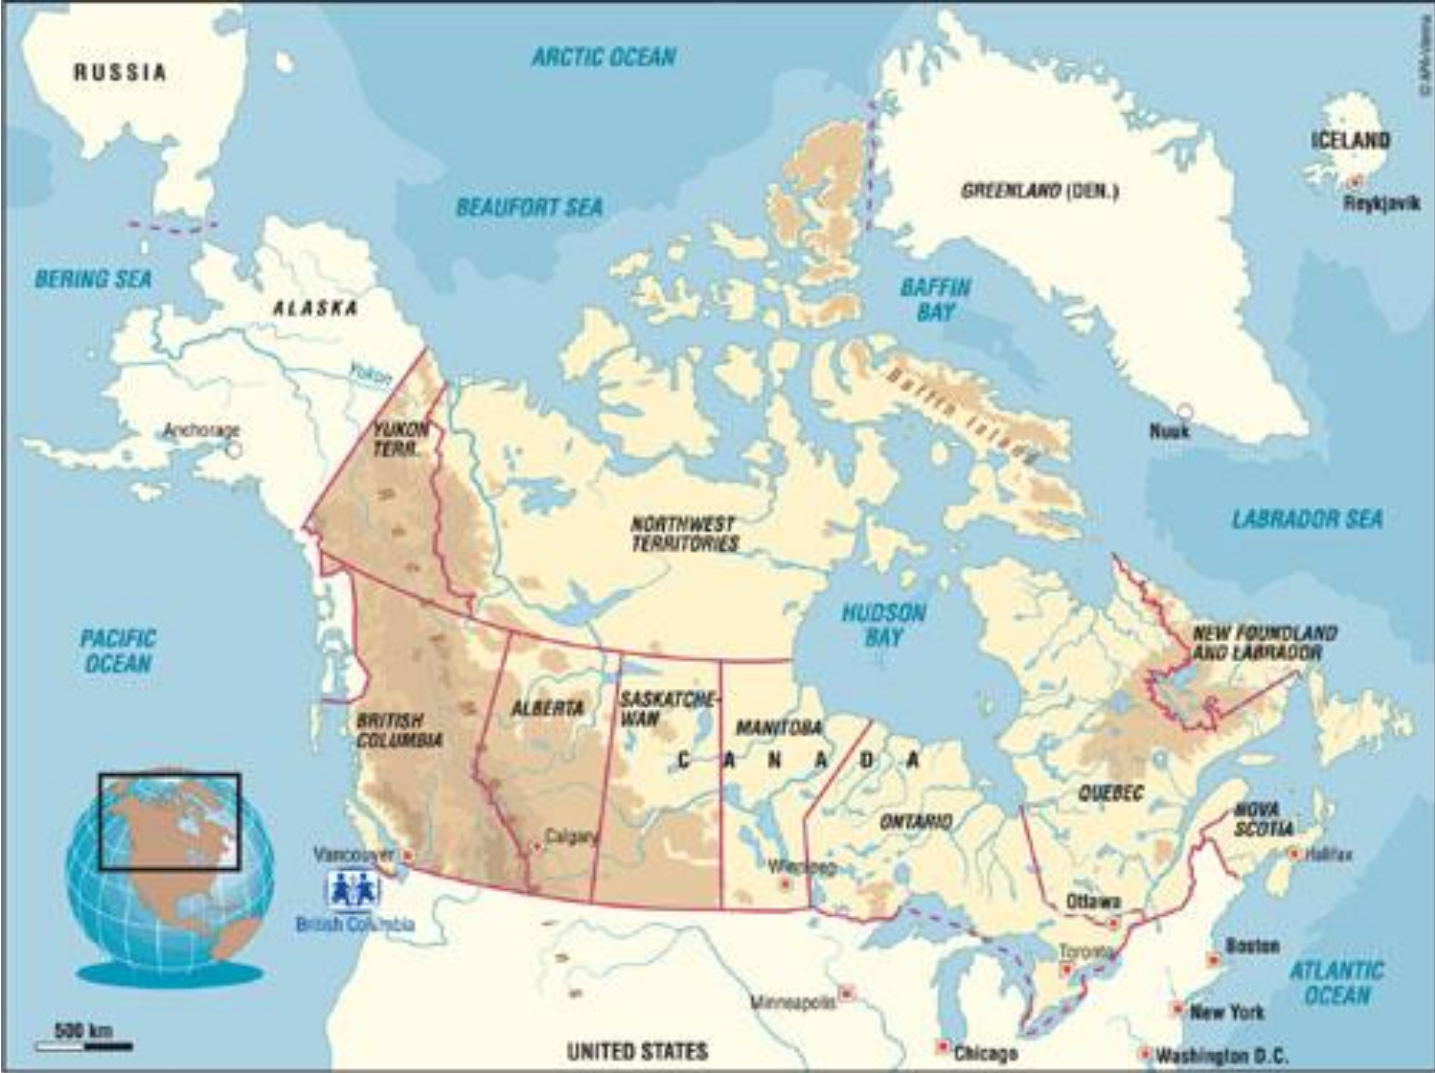 ARCTIC OCEAN
RUSSIA
© APA-Vienna
ICELAND
GREENLAND (DEN.)
Reykjavik
BEAUFORT SEA
BERING SEA
BAFFIN
BAY
ALASKA
Yukon
Baffin Island
Anchorage
YUKON
TERR.
Nuuk
NORTHWEST
TERRITORIES
LABRADOR SEA
HUDSON
BAY
PACIFIC
OCEAN
NEW FOUNDLAND
AND LABRADOR
BRITISH
COLUMBIA
ALBERTA
SASKATCHE-
WAN
MANITOBA
CANADA
QUEBEC
ONTARIO
NOVA
SCOTIA
Calgary
Vancouver
Winnipeg
Halifax
British Columbia
Ottawa
Toronto
Boston
ATLANTIC
OCEAN
Minneapolis
New York
500 km
UNITED STATES
Chicago
Washington D.C.